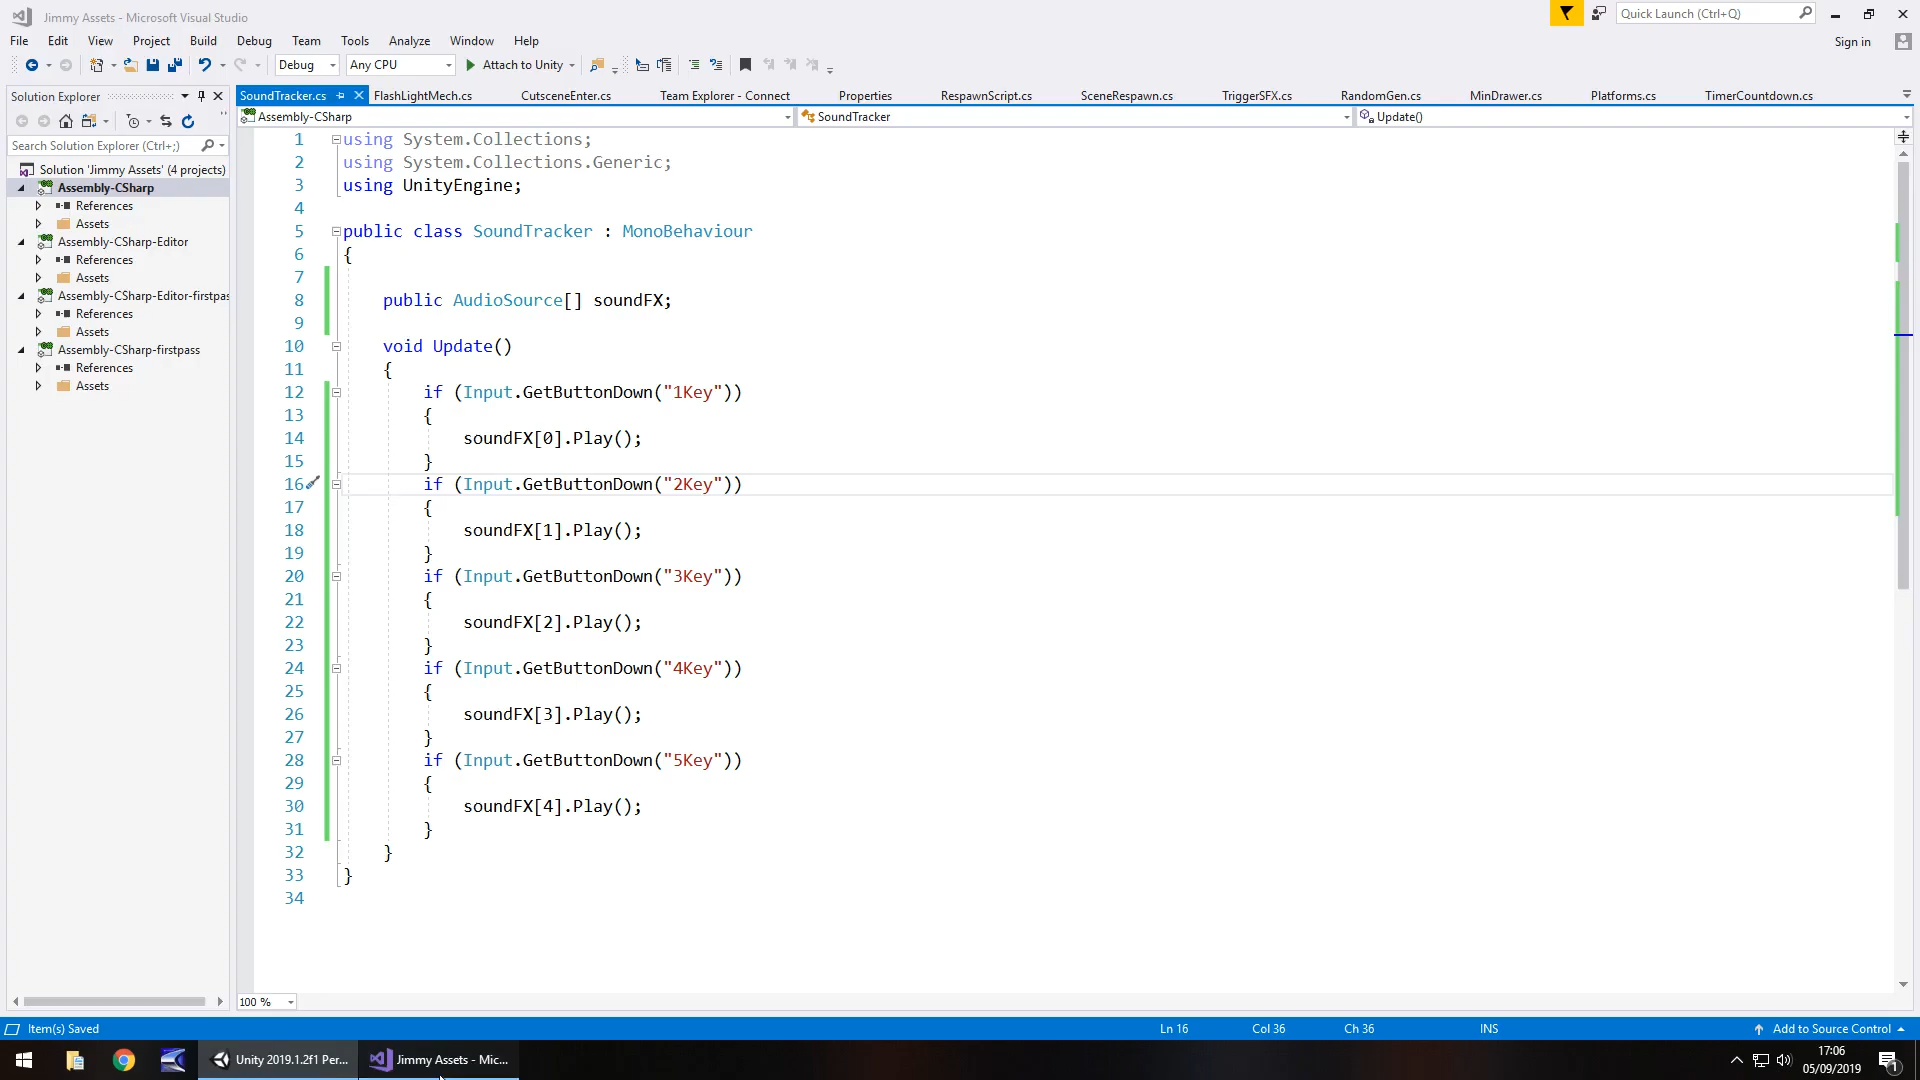 Jimmy Assets - Microsoft Visual Studio
Quick Launch (Ctrl+Q)
File Edit View Project Build Debug Team Tools Analyze Window Help
Sign in
Debug Any CPU Attach to Unity
Solution Explorer
SoundTracker.cs FlashLightMech.cs CutsceneEnter.cs Team Explorer - Connect Properties RespawnScript.cs SceneRespawn.cs TriggerSFX.cs RandomGen.cs MinDrawer.cs Platforms.cs TimerCountdown.cs
Assembly-CSharp SoundTracker Update()
Search Solution Explorer (Ctrl+;)
Solution 'Jimmy Assets' (4 projects)
Assembly-CSharp
References
Assets
Assembly-CSharp-Editor
References
Assets
Assembly-CSharp-Editor-firstpas
References
Assets
Assembly-CSharp-firstpass
References
Assets
1 using System.Collections;
2 using System.Collections.Generic;
3 using UnityEngine;
4
5 public class SoundTracker : MonoBehaviour
6 {
7
8 public AudioSource[] soundFX;
9
10 void Update()
11 {
12 if (Input.GetButtonDown("1Key"))
13 {
14 soundFX[0].Play();
15 }
16 if (Input.GetButtonDown("2Key"))
17 {
18 soundFX[1].Play();
19 }
20 if (Input.GetButtonDown("3Key"))
21 {
22 soundFX[2].Play();
23 }
24 if (Input.GetButtonDown("4Key"))
25 {
26 soundFX[3].Play();
27 }
28 if (Input.GetButtonDown("5Key"))
29 {
30 soundFX[4].Play();
31 }
32 }
33 }
34
100 %
Item(s) Saved Ln 16 Col 36 Ch 36 INS Add to Source Control
Unity 2019.1.2f1 Per... Jimmy Assets - Mic...
17:06
05/09/2019
1